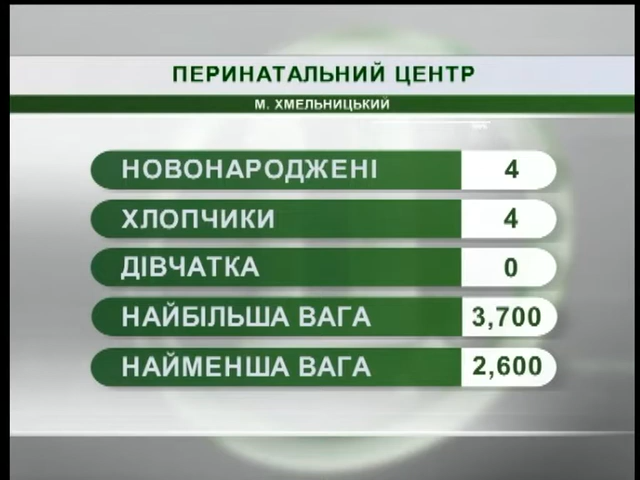 ПЕРИНАТАЛЬНИЙ ЦЕНТР
М. ХМЕЛЬНИЦЬКИЙ
НОВОНАРОДЖЕНІ 4
ХЛОПЧИКИ 4
ДІВЧАТКА 0
НАЙБІЛЬША ВАГА 3,700
НАЙМЕНША ВАГА 2,600